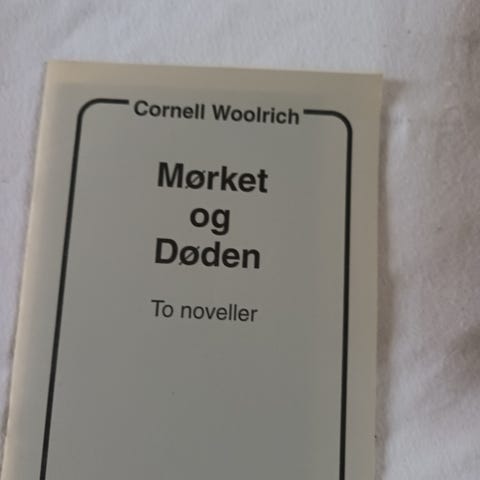 Cornell Woolrich
Mørket
og
Døden
To noveller